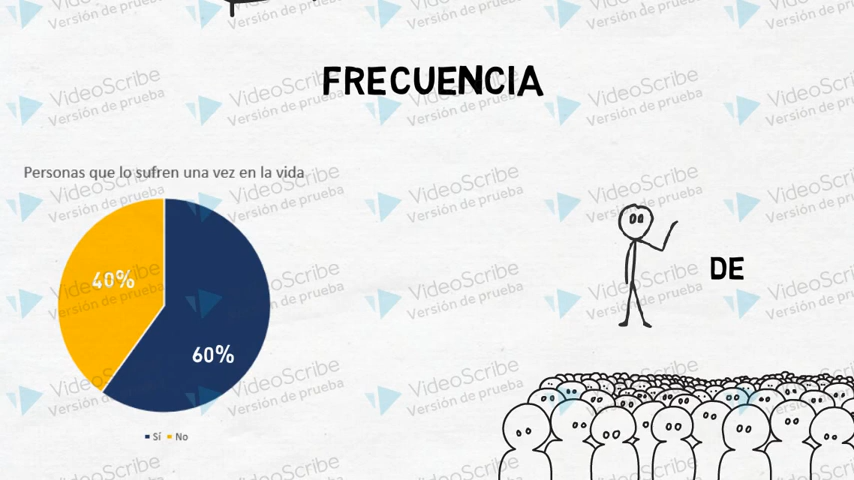 FRECUENCIA
Personas que lo sufren una vez en la vida
40%
60%
Sí No
DE
VideoScribe
Versión de prueba